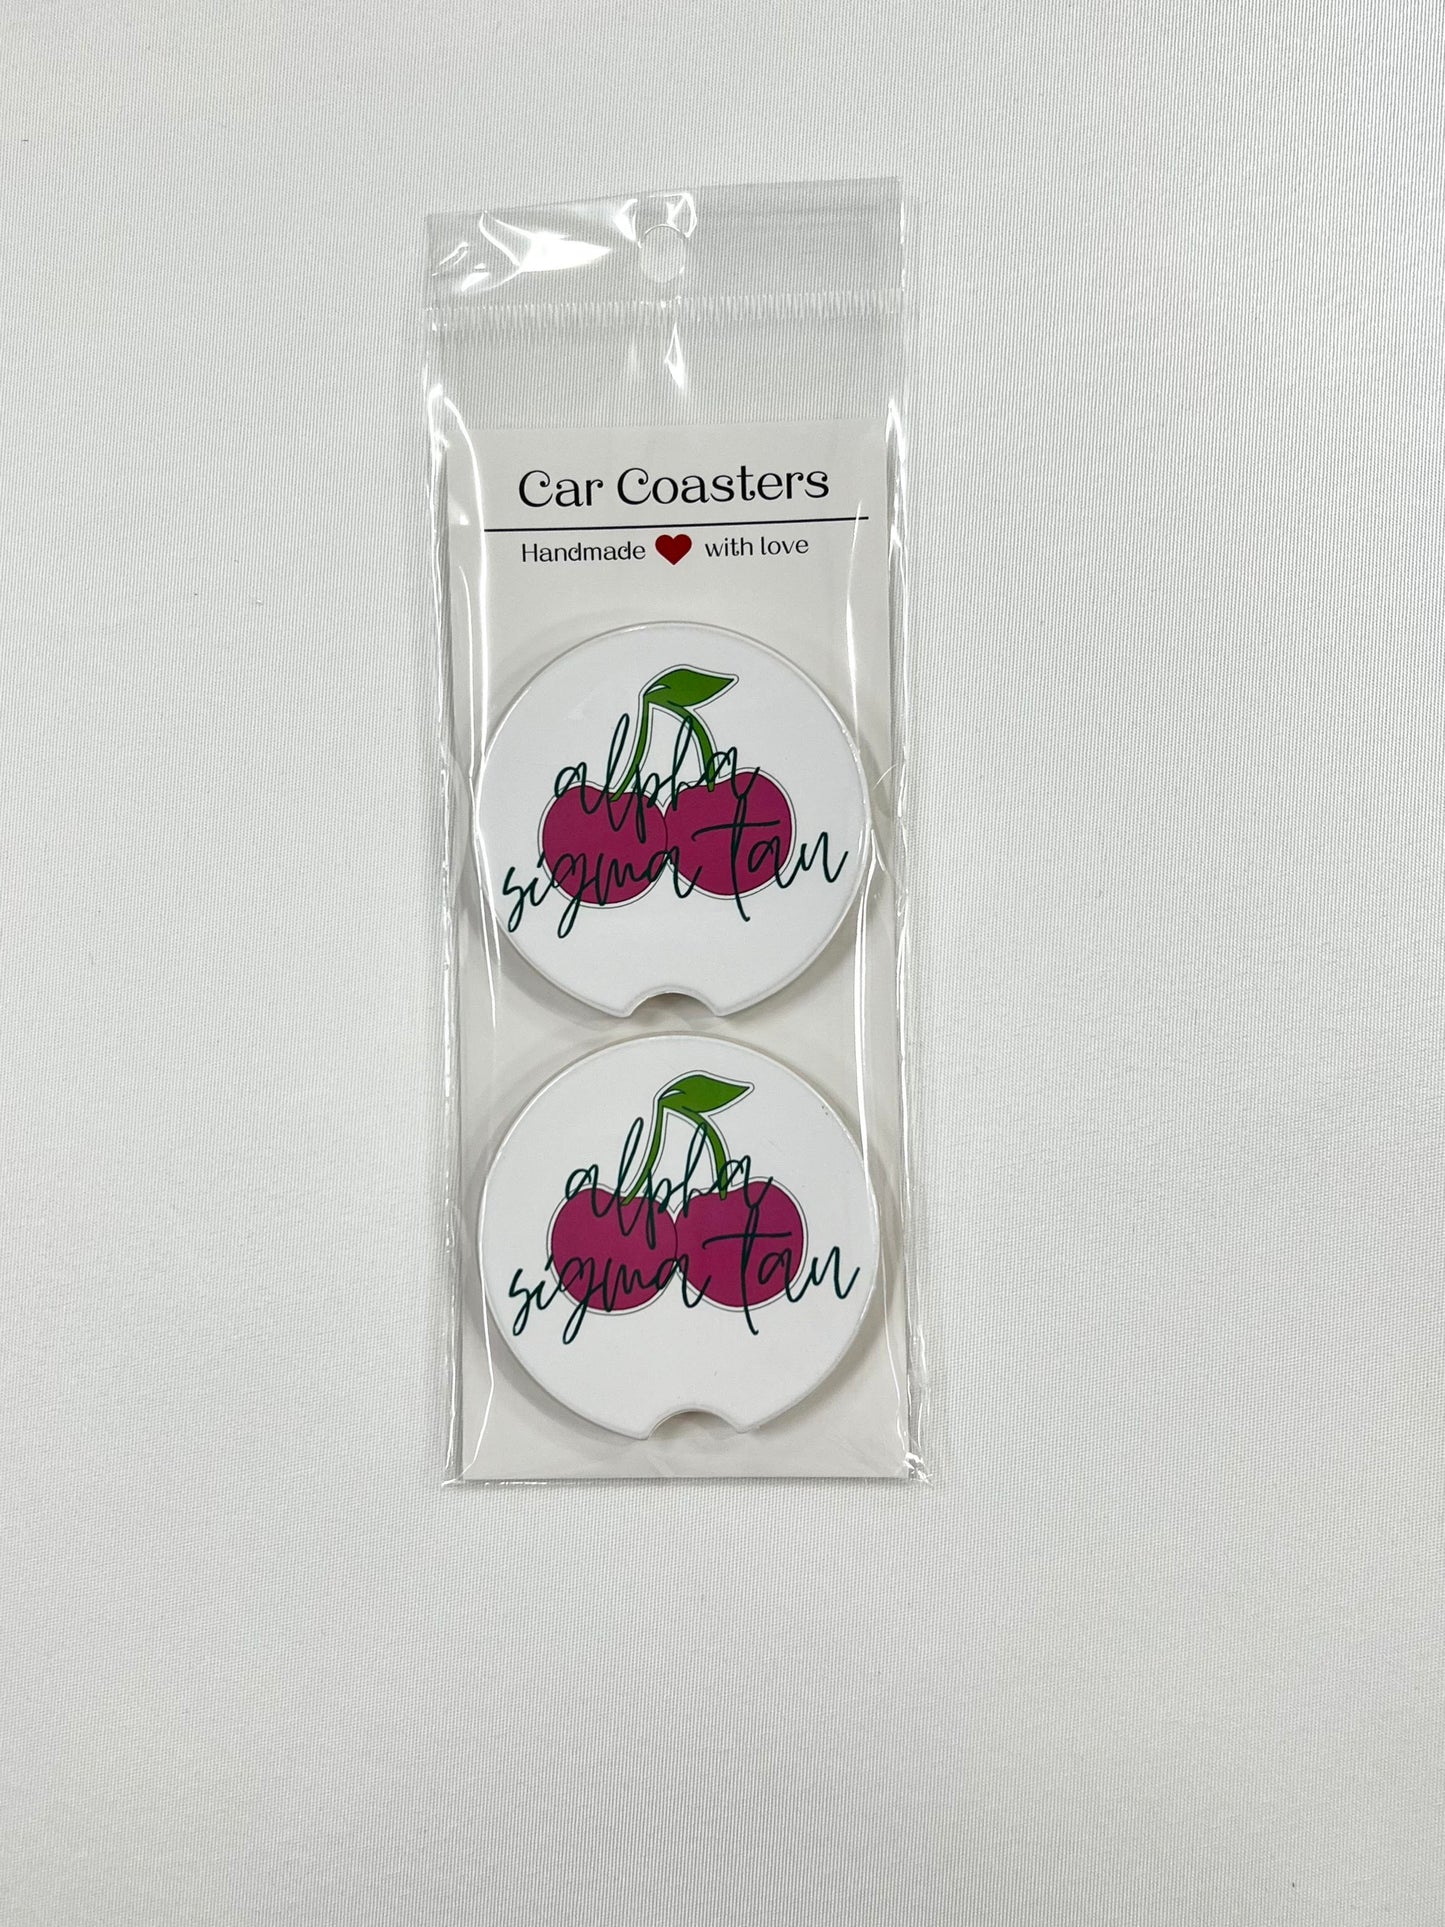 Car Coasters
Handmade ❤ with love
alpha
sigma tau
alpha
sigma tau